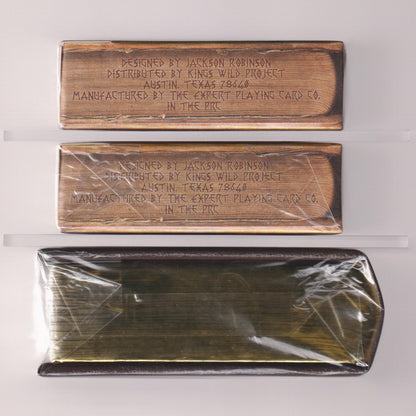 DESIGNED BY JACKSON ROBINSON
DISTRIBUTED BY KINGS WILD PROJECT
AUSTIN, TEXAS 78640
MANUFACTURED BY THE EXPERT PLAYING CARD CO.
IN THE PRC
DESIGNED BY JACKSON ROBINSON
DISTRIBUTED BY KINGS WILD PROJECT
AUSTIN, TEXAS 78640
MANUFACTURED BY THE EXPERT PLAYING CARD CO.
IN THE PRC